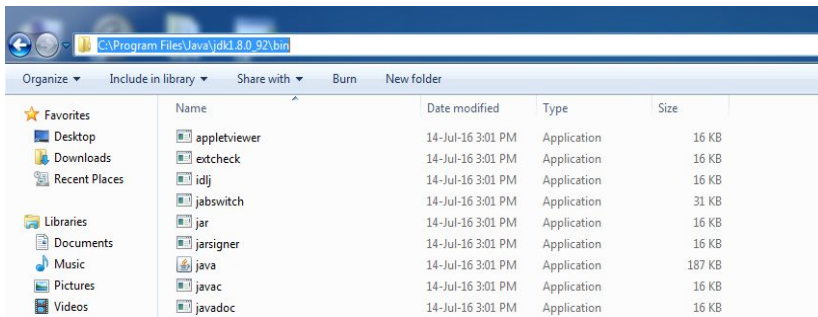 C:\Program Files\Java\jdk1.8.0_92\bin
Organize Include in library Share with Burn New folder
Favorites
Desktop
Downloads
Recent Places
Libraries
Documents
Music
Pictures
Videos
Name Date modified Type Size
appletviewer 14-Jul-16 3:01 PM Application 16 KB
extcheck 14-Jul-16 3:01 PM Application 16 KB
idlj 14-Jul-16 3:01 PM Application 16 KB
jabswitch 14-Jul-16 3:01 PM Application 31 KB
jar 14-Jul-16 3:01 PM Application 16 KB
jarsigner 14-Jul-16 3:01 PM Application 16 KB
java 14-Jul-16 3:01 PM Application 187 KB
javac 14-Jul-16 3:01 PM Application 16 KB
javadoc 14-Jul-16 3:01 PM Application 16 KB